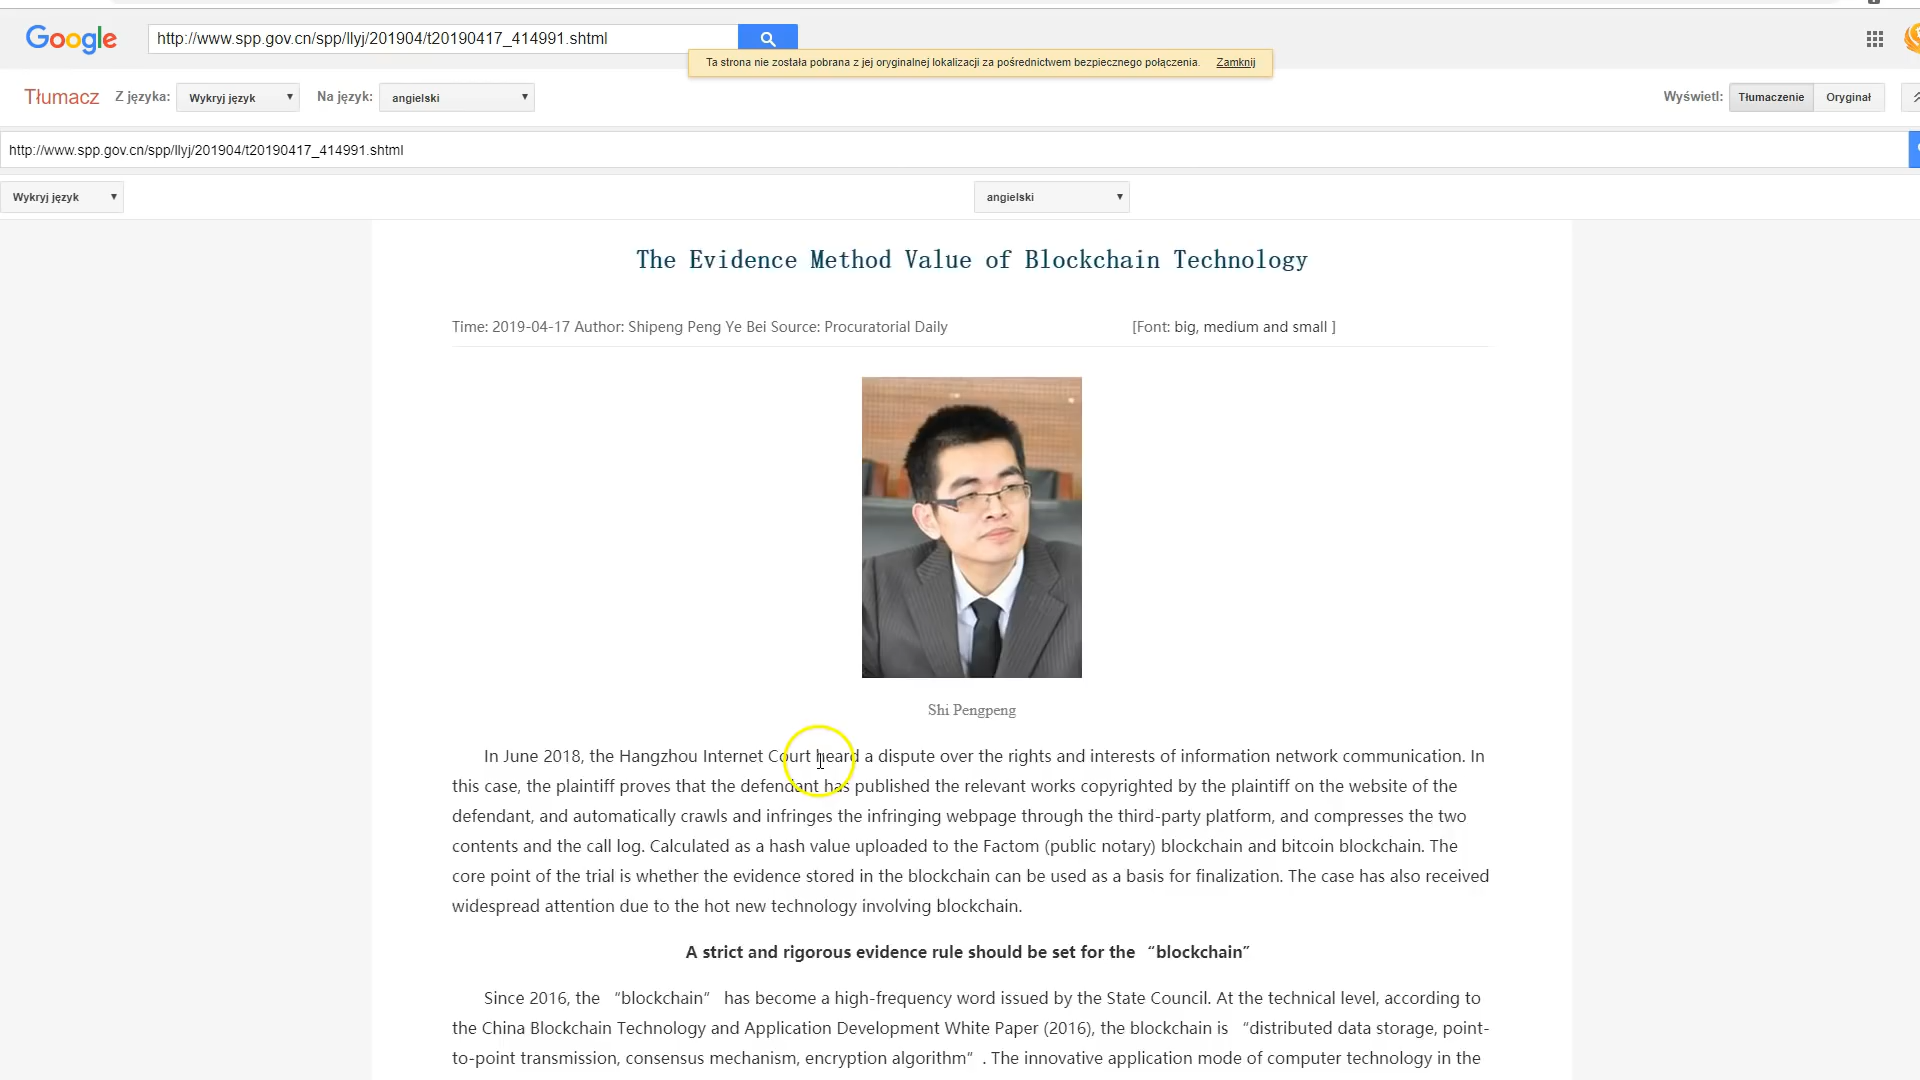 Google
http://www.spp.gov.cn/spp/llyj/201904/t20190417_414991.shtml
Ta strona nie została pobrana z jej oryginalnej lokalizacji za pośrednictwem bezpiecznego połączenia. Zamknij
Tłumacz Z języka: Wykryj język Na język: angielski Wyświetl: Tłumaczenie Oryginał
http://www.spp.gov.cn/spp/llyj/201904/t20190417_414991.shtml
Wykryj język angielski
The Evidence Method Value of Blockchain Technology
Time: 2019-04-17 Author: Shipeng Peng Ye Bei Source: Procuratorial Daily [Font: big, medium and small ]
Shi Pengpeng
In June 2018, the Hangzhou Internet Court heard a dispute over the rights and interests of information network communication. In
this case, the plaintiff proves that the defendant has published the relevant works copyrighted by the plaintiff on the website of the
defendant, and automatically crawls and infringes the infringing webpage through the third-party platform, and compresses the two
contents and the call log. Calculated as a hash value uploaded to the Factom (public notary) blockchain and bitcoin blockchain. The
core point of the trial is whether the evidence stored in the blockchain can be used as a basis for finalization. The case has also received
widespread attention due to the hot new technology involving blockchain.
A strict and rigorous evidence rule should be set for the “blockchain”
Since 2016, the “blockchain” has become a high-frequency word issued by the State Council. At the technical level, according to
the China Blockchain Technology and Application Development White Paper (2016), the blockchain is “distributed data storage, point-
to-point transmission, consensus mechanism, encryption algorithm” . The innovative application mode of computer technology in the